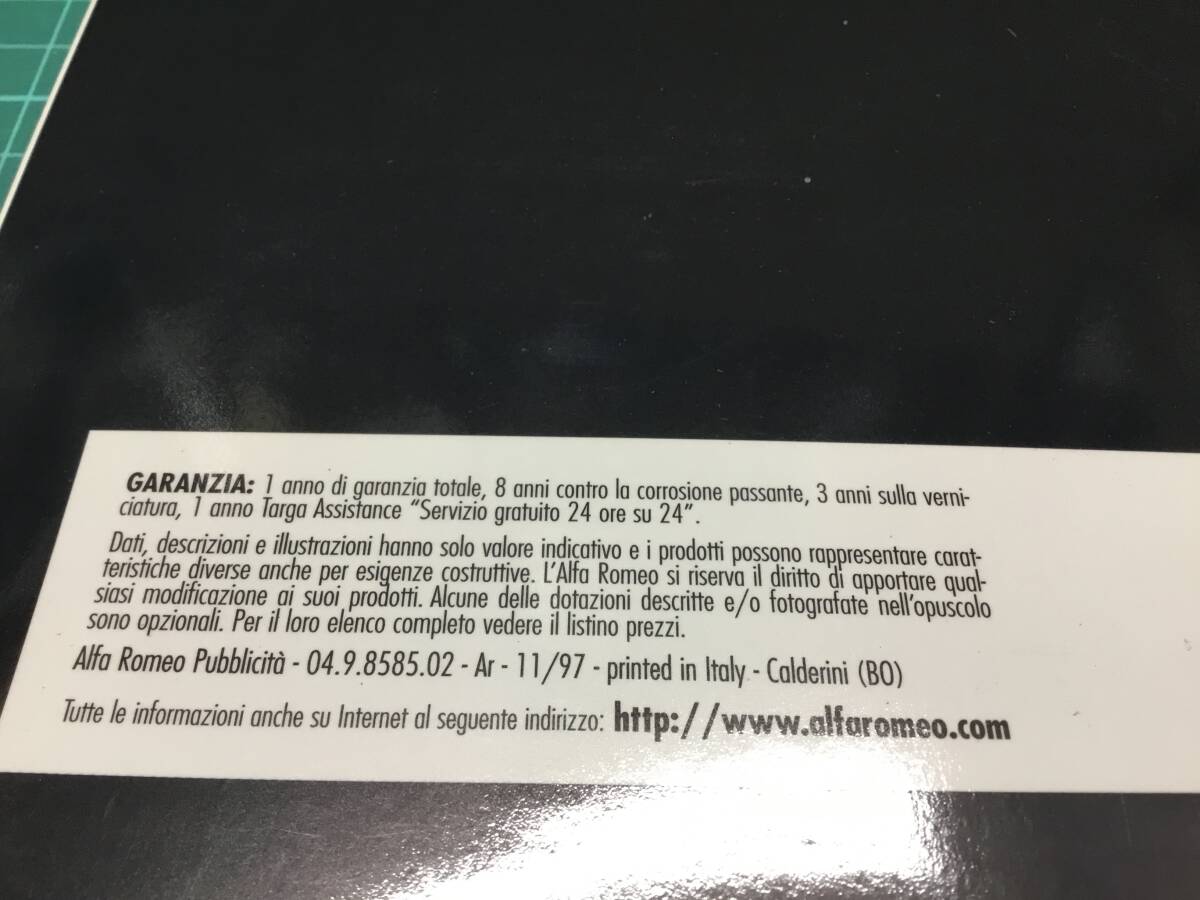 GARANZIA: 1 anno di garanzia totale, 8 anni contro la corrosione passante, 3 anni sulla verni-
ciatura, 1 anno Targa Assistance “Servizio gratuito 24 ore su 24”.
Dati, descrizioni e illustrazioni hanno solo valore indicativo e i prodotti possono rappresentare carat-
teristiche diverse anche per esigenze costruttive. L'Alfa Romeo si riserva il diritto di apportare qual-
siasi modificazione ai suoi prodotti. Alcune delle dotazioni descritte e/o fotografate nell'opuscolo
sono opzionali. Per il loro elenco completo vedere il listino prezzi.
Alfa Romeo Pubblicità - 04.9.8585.02 - Ar - 11/97 - printed in Italy - Calderini (BO)
Tutte le informazioni anche su Internet al seguente indirizzo: http://www.alfaromeo.com